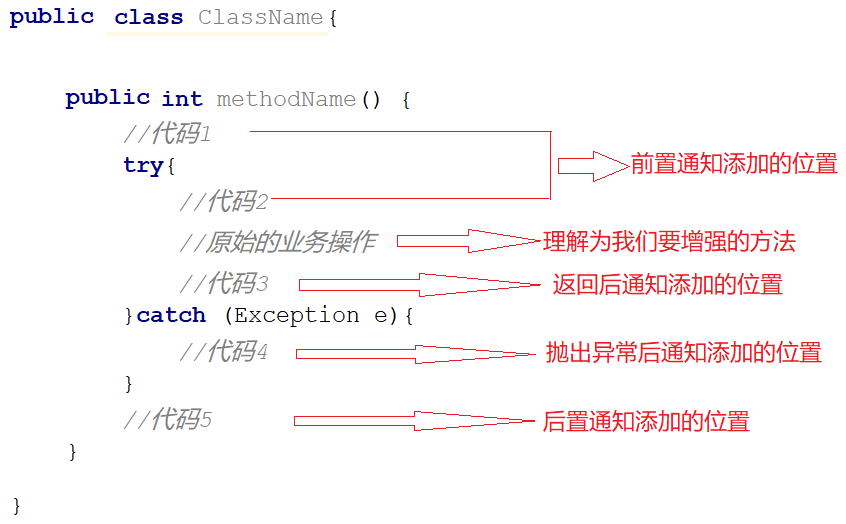 public class ClassName{
public int methodName() {
//代码1
前置通知添加的位置
try{
//代码2
//原始的业务操作 理解为我们要增强的方法
//代码3 返回后通知添加的位置
}catch (Exception e){
//代码4 抛出异常后通知添加的位置
}
//代码5 后置通知添加的位置
}
}